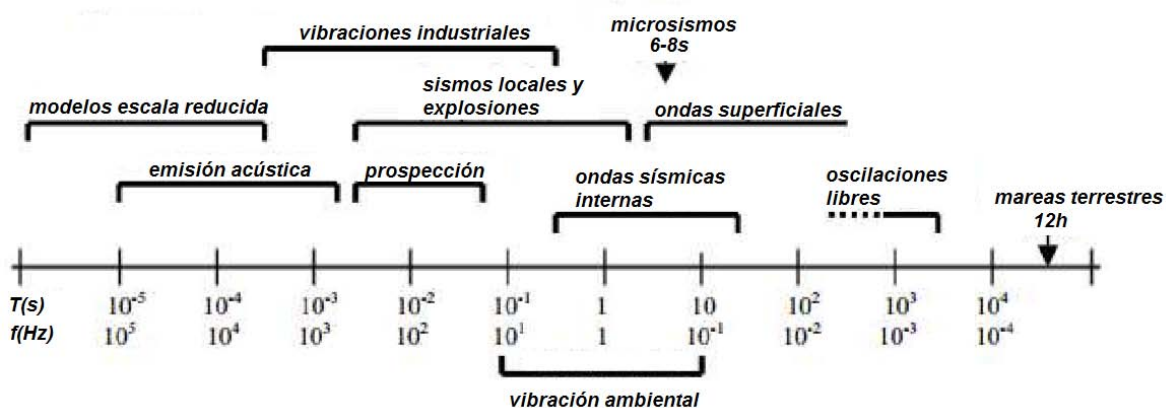 vibraciones industriales
microsismos
6-8s
modelos escala reducida
sismos locales y
explosiones
ondas superficiales
emisión acústica
prospección
ondas sísmicas
internas
oscilaciones
libres
mareas terrestres
12h
T(s) 10⁻⁵ 10⁻⁴ 10⁻³ 10⁻² 10⁻¹ 1 10 10² 10³ 10⁴
f(Hz) 10⁵ 10⁴ 10³ 10² 10¹ 1 10⁻¹ 10⁻² 10⁻³ 10⁻⁴
vibración ambiental